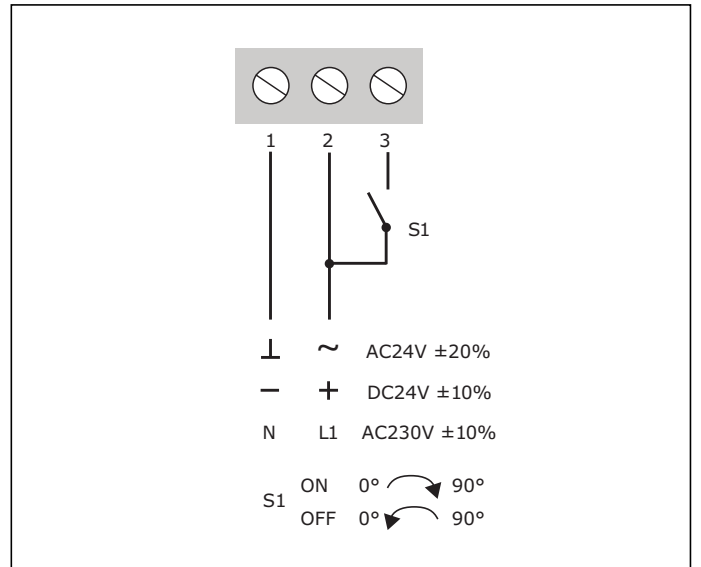 1 2 3
S1
⊥ ~ AC24V ±20%
− + DC24V ±10%
N L1 AC230V ±10%
S1
ON 0° 90°
OFF 0° 90°